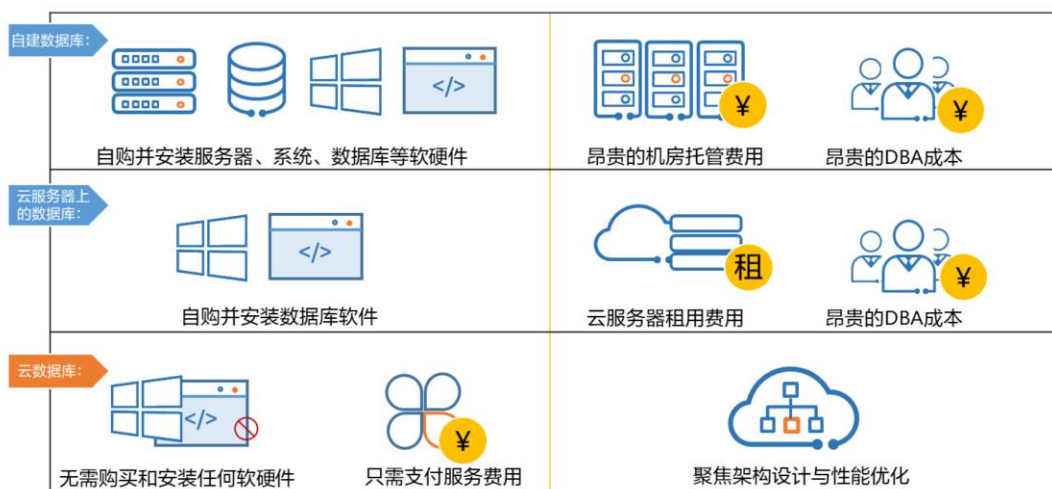 自建数据库：
</>
¥
¥
自购并安装服务器、系统、数据库等软硬件
昂贵的机房托管费用
昂贵的DBA成本
云服务器上
的数据库：
</>
租
¥
自购并安装数据库软件
云服务器租用费用
昂贵的DBA成本
云数据库：
</>
¥
无需购买和安装任何软硬件
只需支付服务费用
聚焦架构设计与性能优化